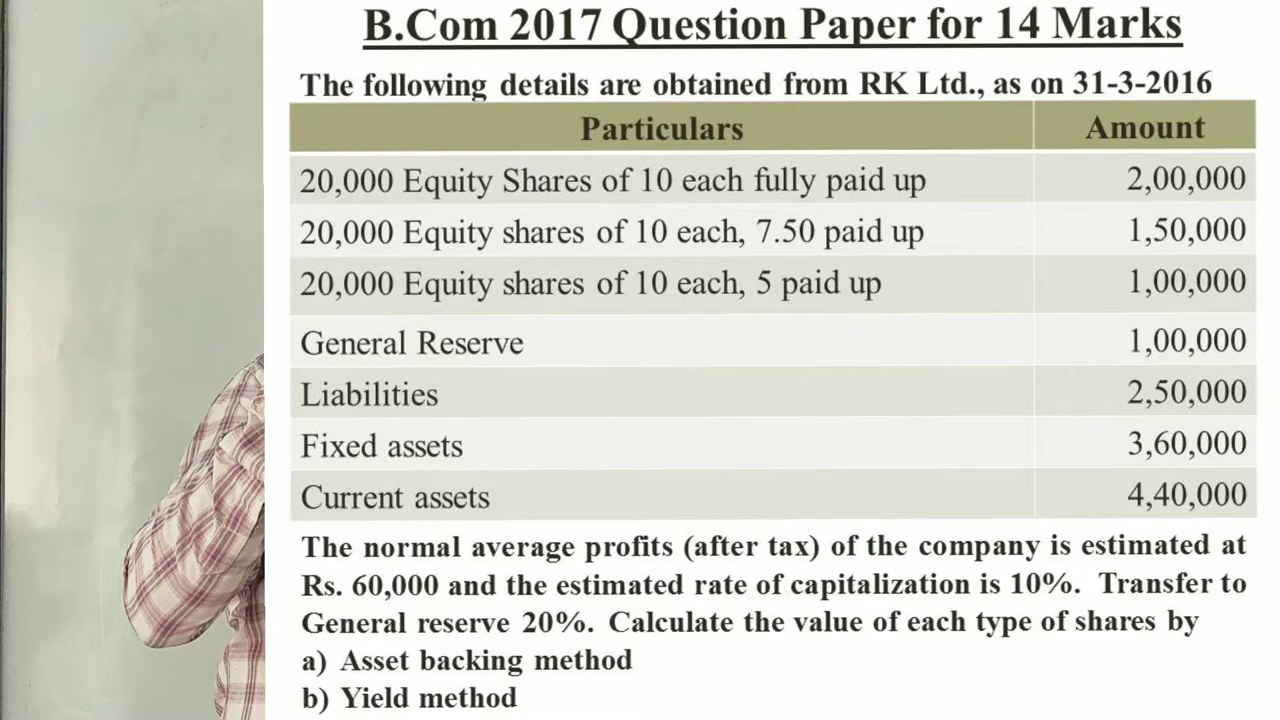 B.Com 2017 Question Paper for 14 Marks
The following details are obtained from RK Ltd., as on 31-3-2016
Particulars Amount
20,000 Equity Shares of 10 each fully paid up 2,00,000
20,000 Equity shares of 10 each, 7.50 paid up 1,50,000
20,000 Equity shares of 10 each, 5 paid up 1,00,000
General Reserve 1,00,000
Liabilities 2,50,000
Fixed assets 3,60,000
Current assets 4,40,000
The normal average profits (after tax) of the company is estimated at
Rs. 60,000 and the estimated rate of capitalization is 10%. Transfer to
General reserve 20%. Calculate the value of each type of shares by
a) Asset backing method
b) Yield method